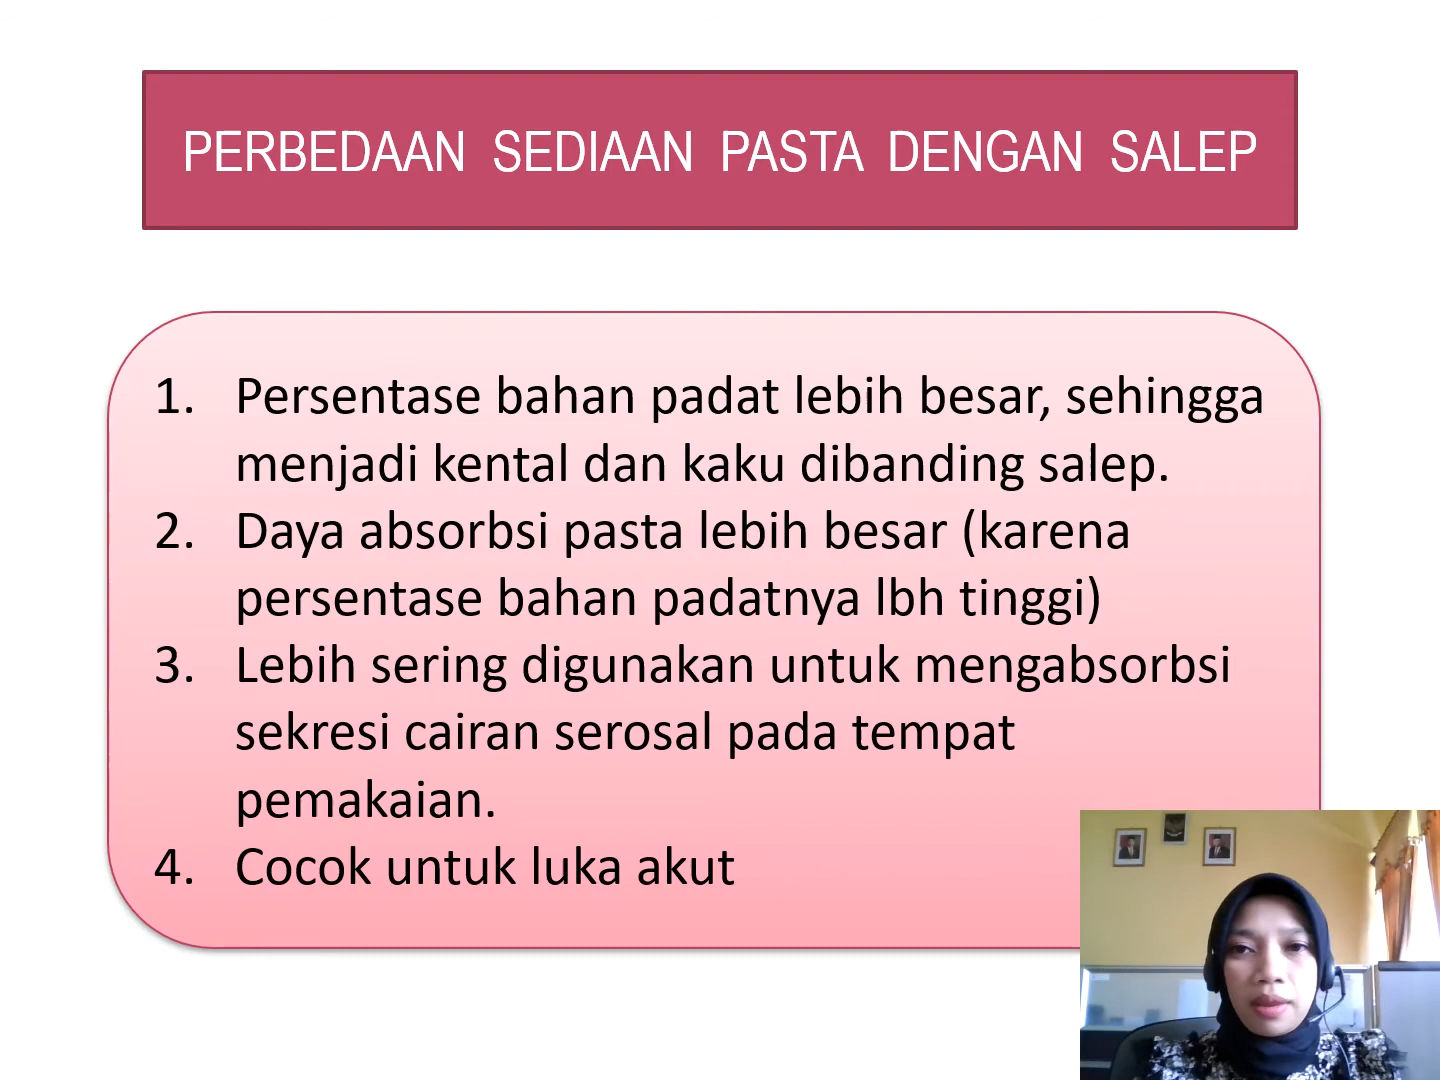 PERBEDAAN SEDIAAN PASTA DENGAN SALEP
1. Persentase bahan padat lebih besar, sehingga
menjadi kental dan kaku dibanding salep.
2. Daya absorbsi pasta lebih besar (karena
persentase bahan padatnya lbh tinggi)
3. Lebih sering digunakan untuk mengabsorbsi
sekresi cairan serosal pada tempat
pemakaian.
4. Cocok untuk luka akut